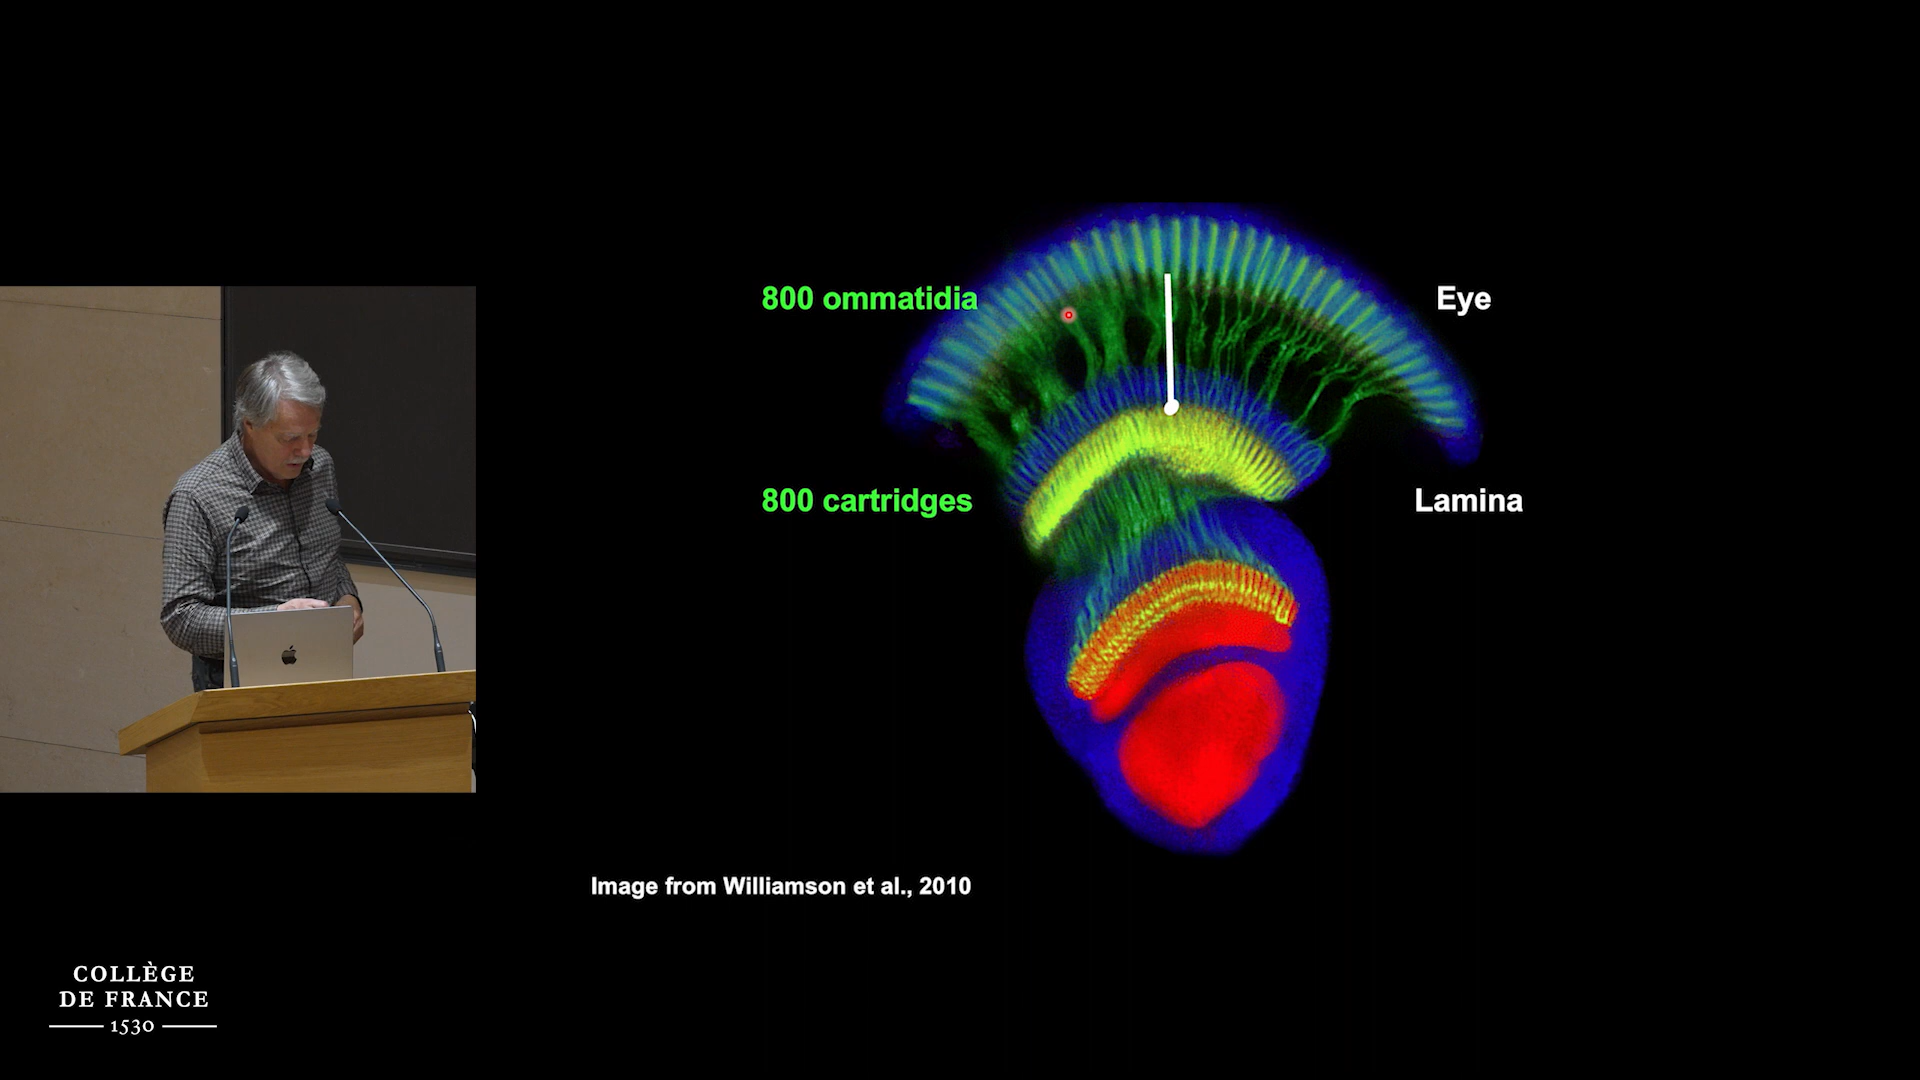 800 ommatidia
Eye
800 cartridges
Lamina
Image from Williamson et al., 2010
COLLÈGE
DE FRANCE
1530